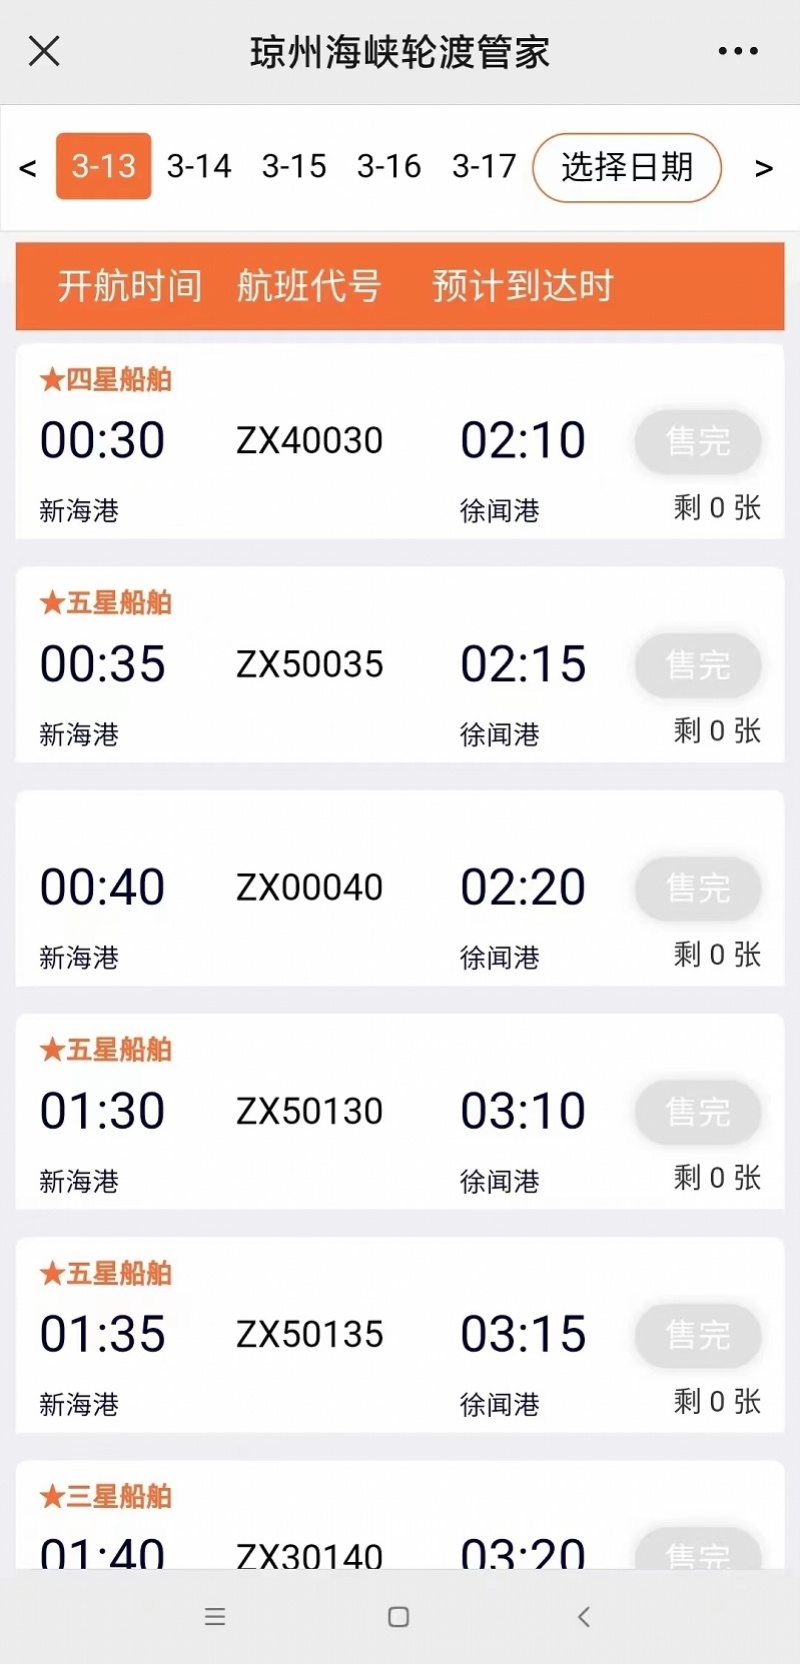 琼州海峡轮渡管家
< 3-13 3-14 3-15 3-16 3-17 选择日期 >
开航时间 航班代号 预计到达时
★四星船舶
00:30 ZX40030 02:10 售完
新海港 徐闻港 剩 0 张
★五星船舶
00:35 ZX50035 02:15 售完
新海港 徐闻港 剩 0 张
00:40 ZX00040 02:20 售完
新海港 徐闻港 剩 0 张
★五星船舶
01:30 ZX50130 03:10 售完
新海港 徐闻港 剩 0 张
★五星船舶
01:35 ZX50135 03:15 售完
新海港 徐闻港 剩 0 张
★三星船舶
01:40 ZX30140 03:20 售完